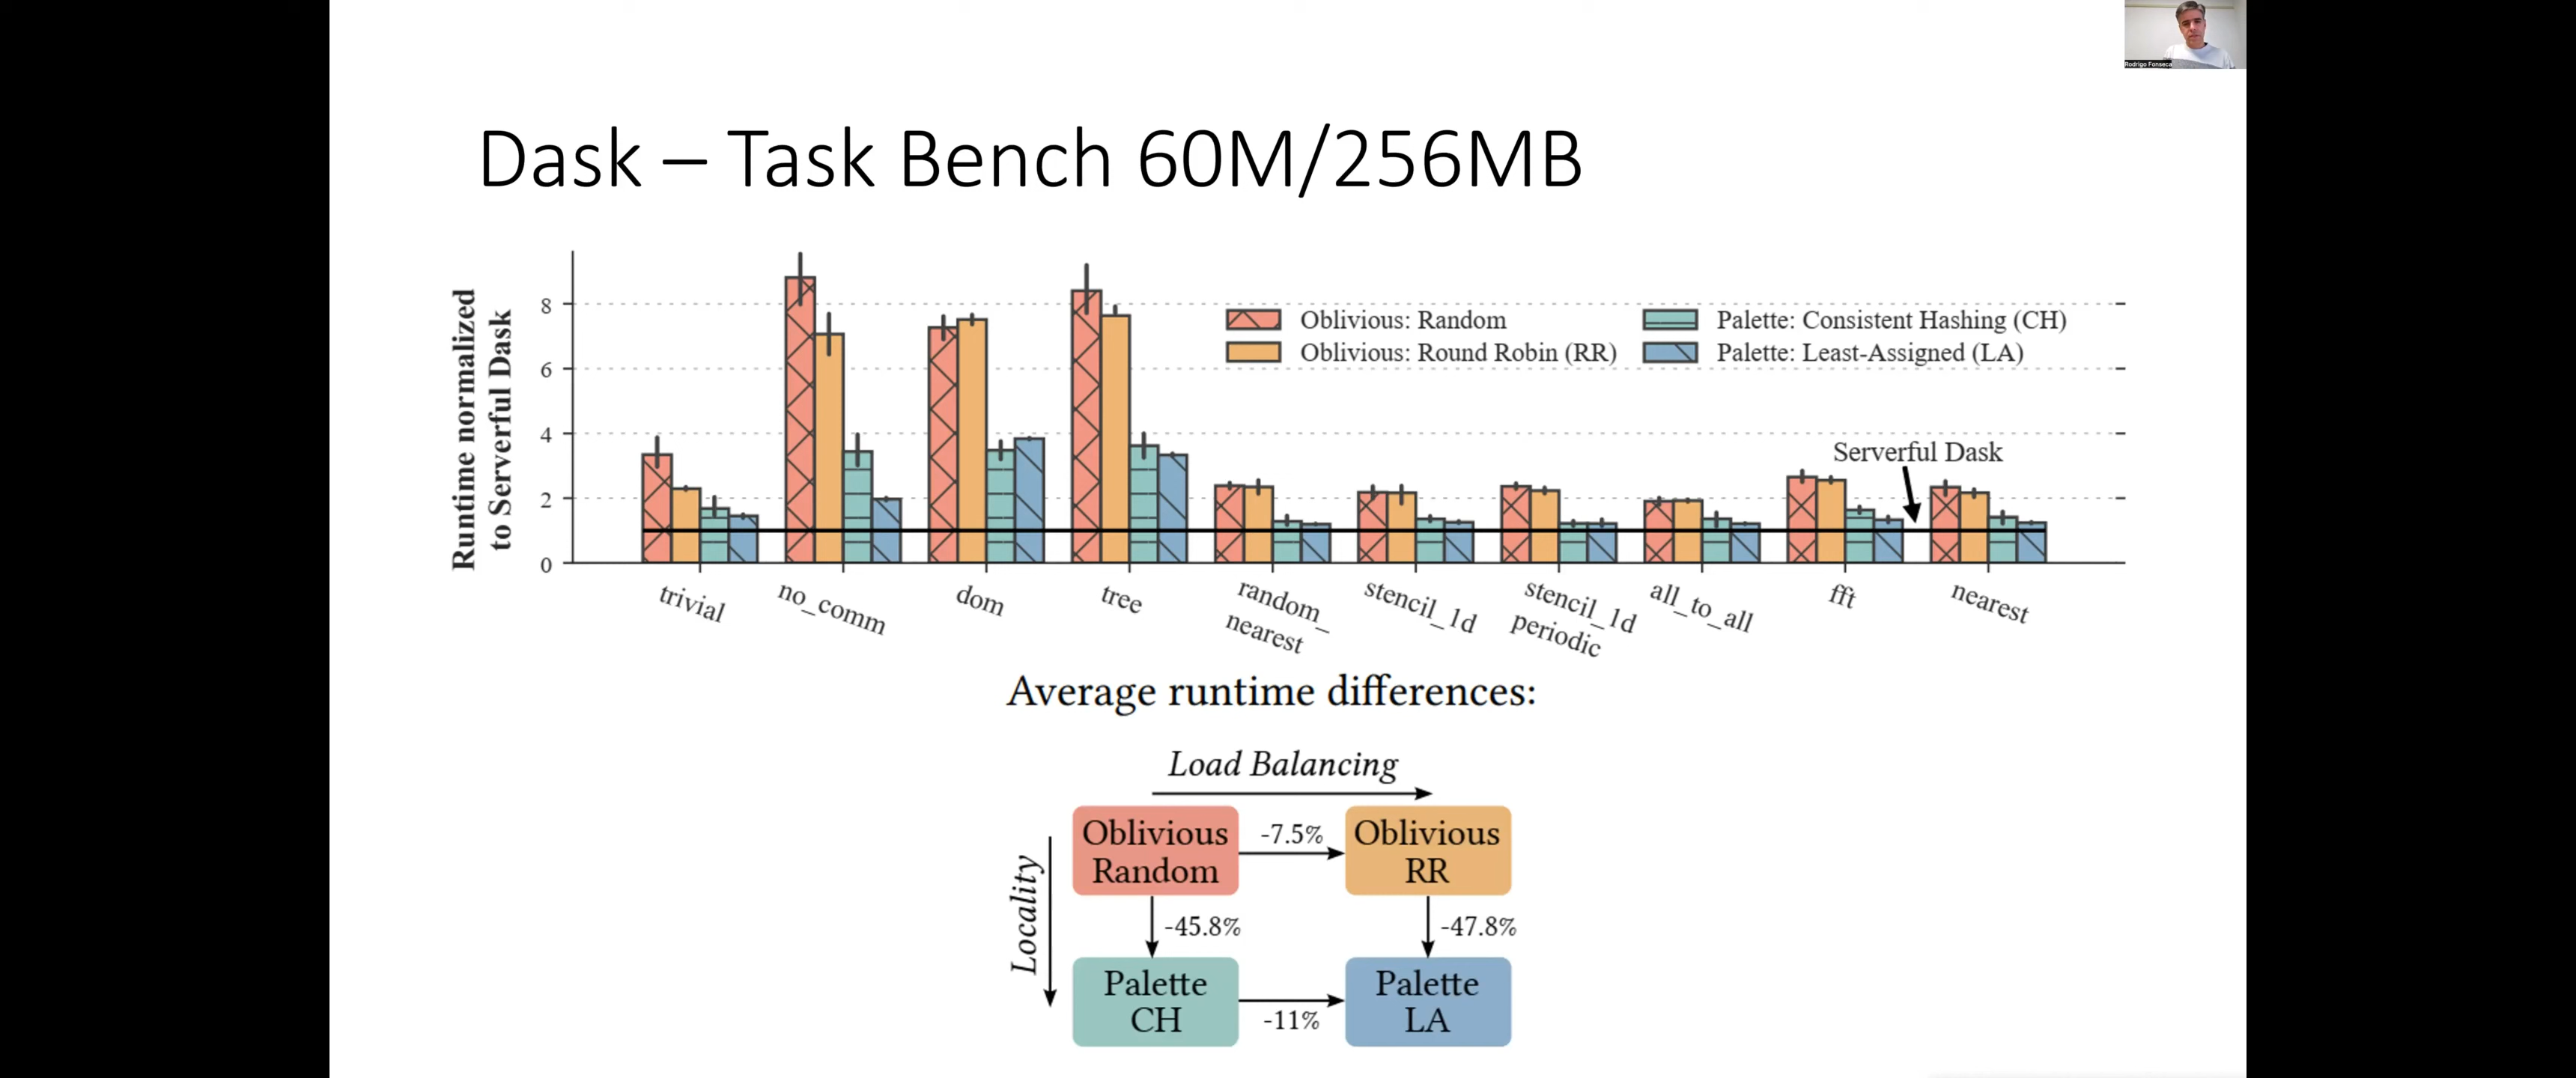 Rodrigo Fonseca
Dask – Task Bench 60M/256MB
Runtime normalized
to Serverful Dask
8
6
4
2
0
Oblivious: Random
Oblivious: Round Robin (RR)
Palette: Consistent Hashing (CH)
Palette: Least-Assigned (LA)
Serverful Dask
trivial
no_comm
dom
tree
random_
nearest
stencil_1d
stencil_1d
periodic
all_to_all
fft
nearest
Average runtime differences:
Load Balancing
Locality
Oblivious
Random
-7.5%
Oblivious
RR
-45.8%
-47.8%
Palette
CH
-11%
Palette
LA